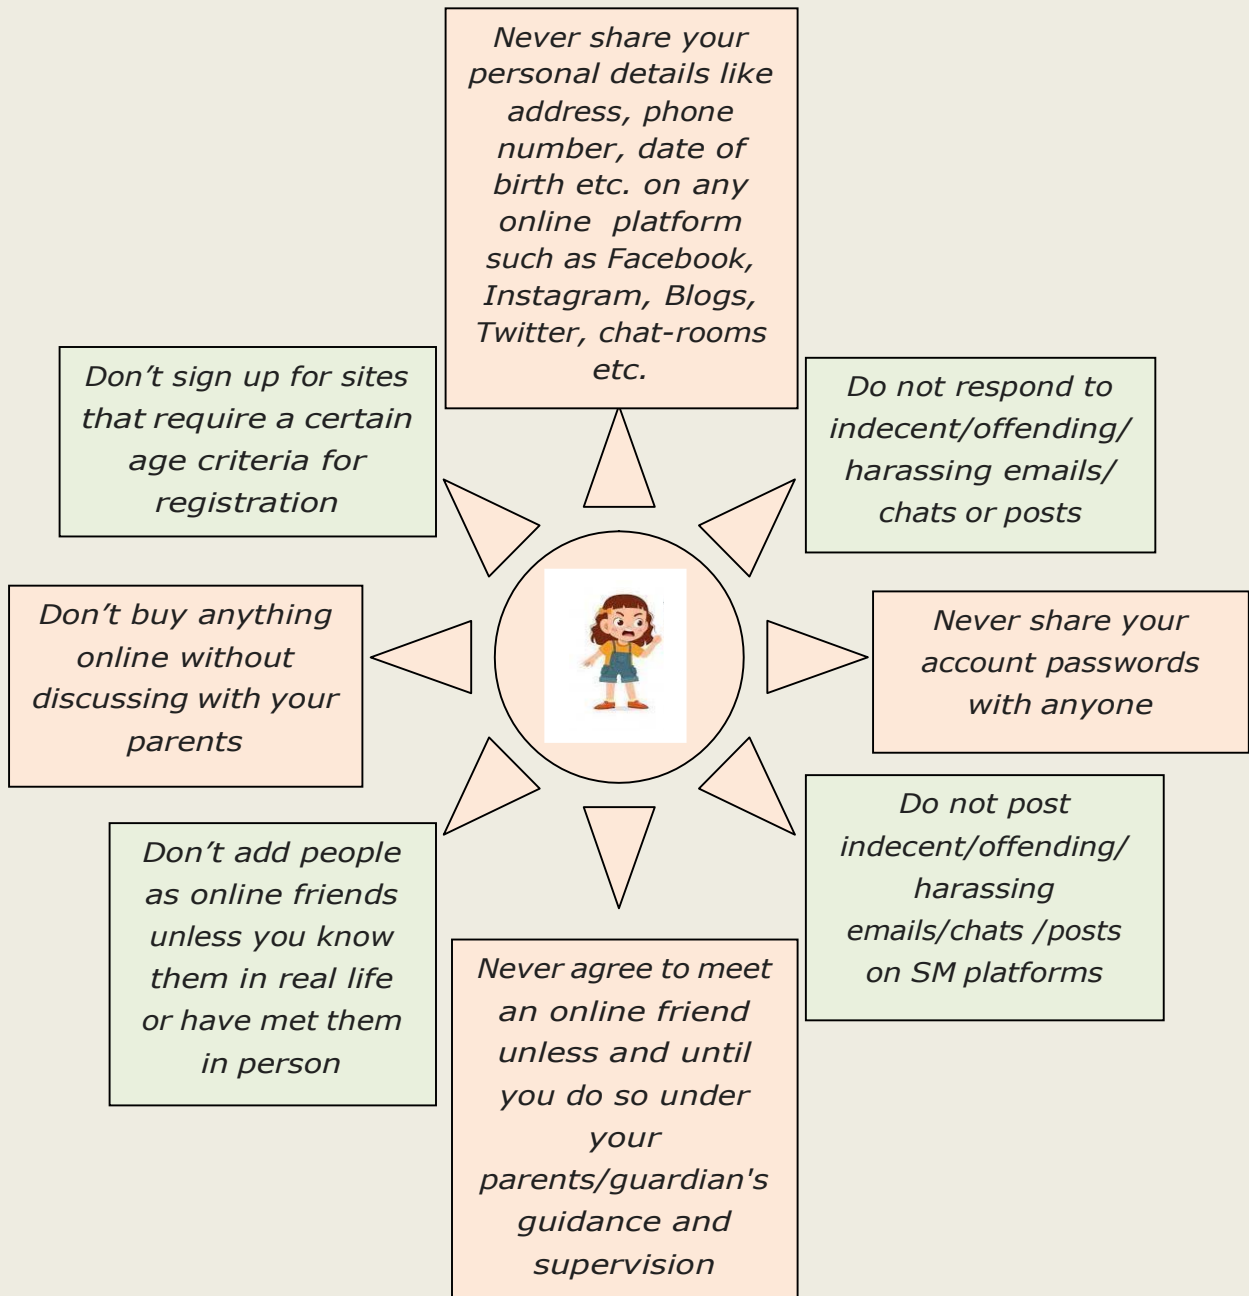 Never share your
personal details like
address, phone
number, date of
birth etc. on any
online platform
such as Facebook,
Instagram, Blogs,
Twitter, chat-rooms
etc.
Don’t sign up for sites
that require a certain
age criteria for
registration
Do not respond to
indecent/offending/
harassing emails/
chats or posts
Don’t buy anything
online without
discussing with your
parents
Never share your
account passwords
with anyone
Don’t add people
as online friends
unless you know
them in real life
or have met them
in person
Do not post
indecent/offending/
harassing
emails/chats /posts
on SM platforms
Never agree to meet
an online friend
unless and until
you do so under
your
parents/guardian's
guidance and
supervision